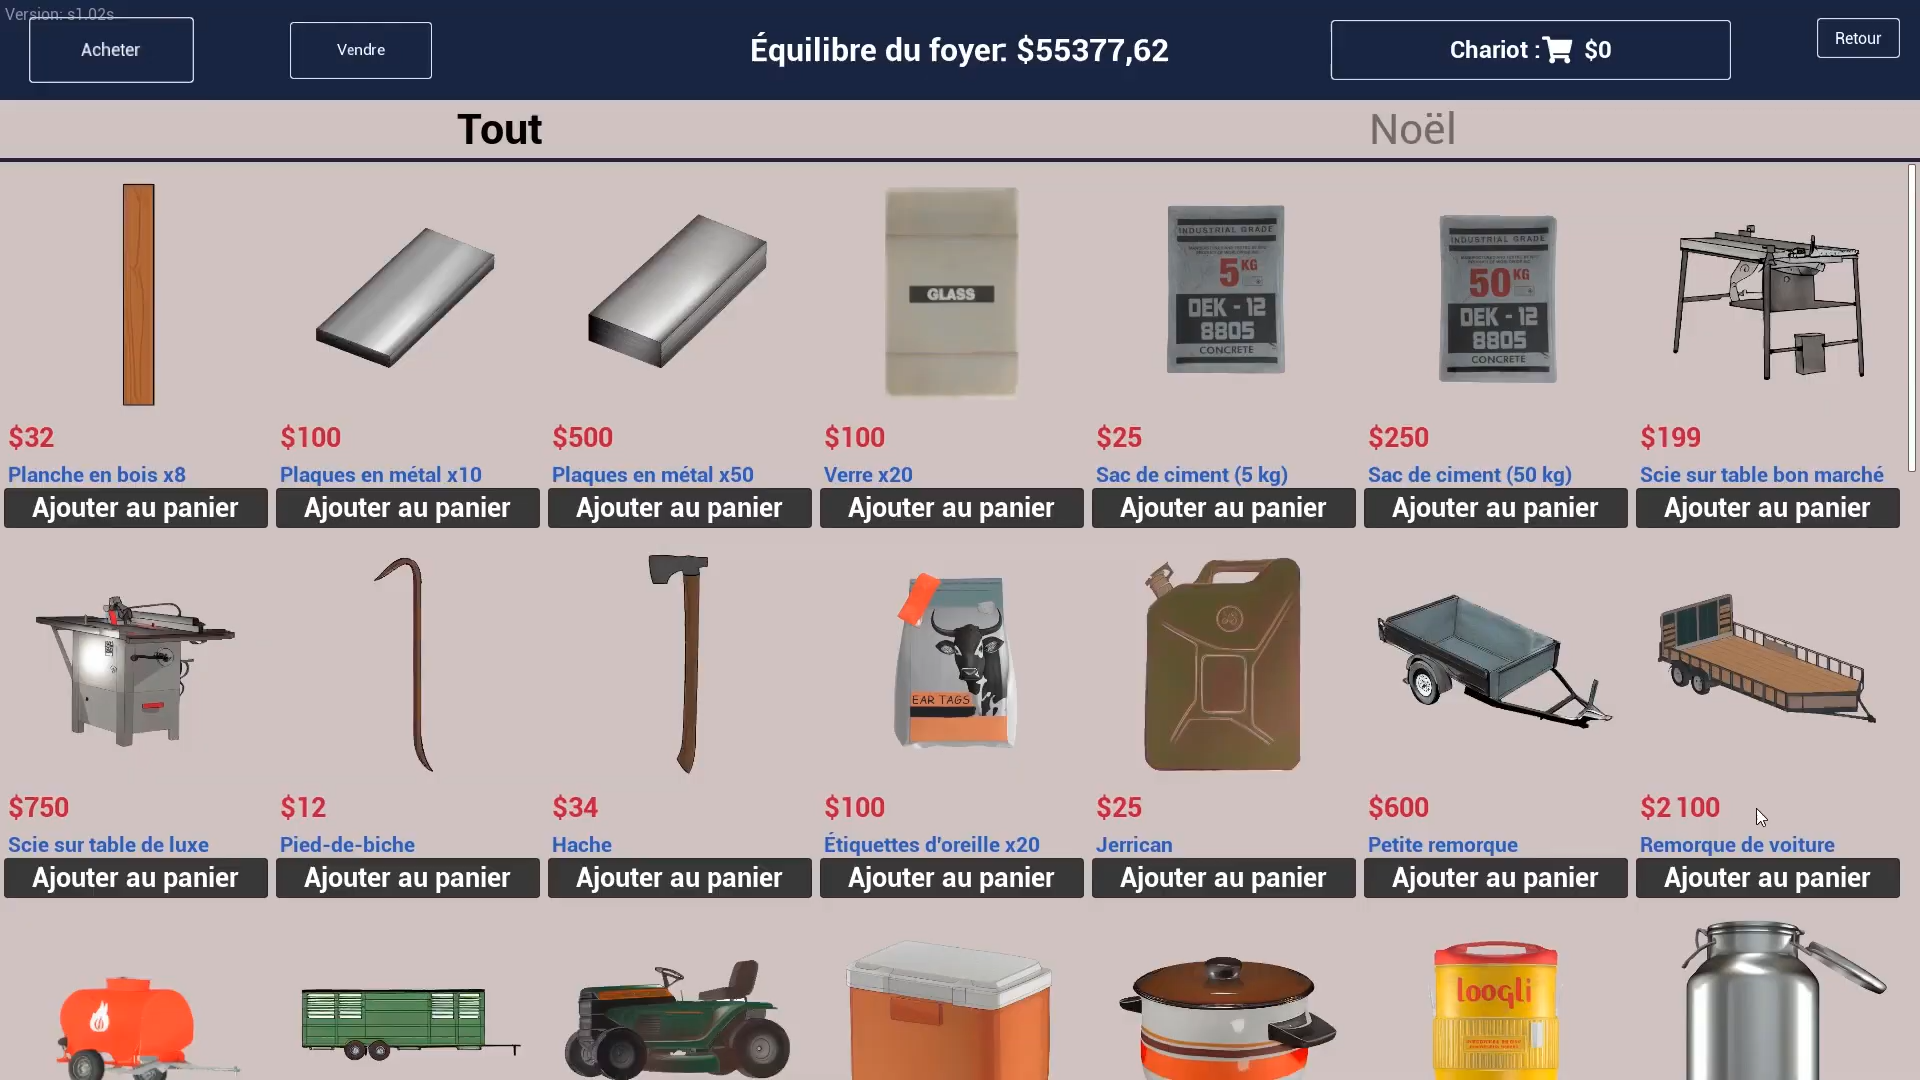 Version: s1.02s
Acheter
Vendre
Équilibre du foyer: $55377,62
Chariot : $0
Retour
Tout
Noël
GLASS
INDUSTRIAL GRADE
5 KG
DEK - 12
8805
CONCRETE
INDUSTRIAL GRADE
50 KG
DEK - 12
8805
CONCRETE
$32
$100
$500
$100
$25
$250
$199
Planche en bois x8
Plaques en métal x10
Plaques en métal x50
Verre x20
Sac de ciment (5 kg)
Sac de ciment (50 kg)
Scie sur table bon marché
Ajouter au panier
Ajouter au panier
Ajouter au panier
Ajouter au panier
Ajouter au panier
Ajouter au panier
Ajouter au panier
EAR TAGS
$750
$12
$34
$100
$25
$600
$2 100
Scie sur table de luxe
Pied-de-biche
Hache
Étiquettes d'oreille x20
Jerrican
Petite remorque
Remorque de voiture
Ajouter au panier
Ajouter au panier
Ajouter au panier
Ajouter au panier
Ajouter au panier
Ajouter au panier
Ajouter au panier
loogli